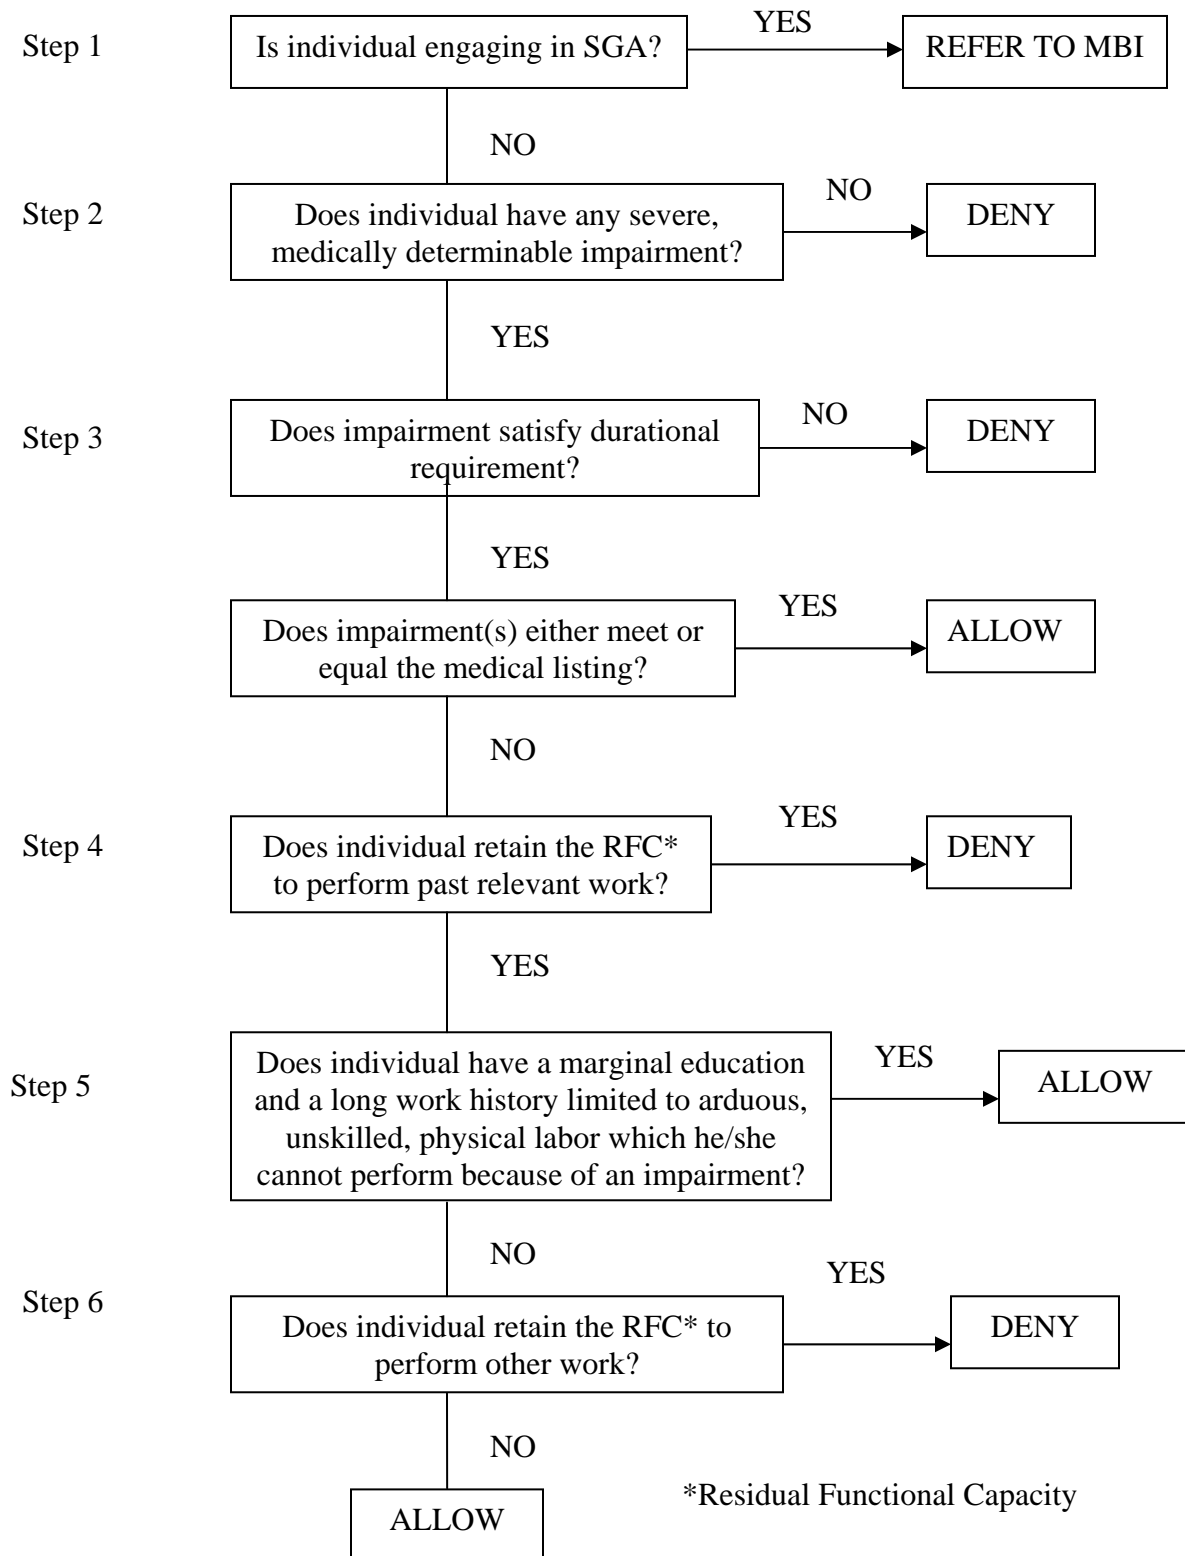 Step 1
Is individual engaging in SGA?
YES
REFER TO MBI
NO
Step 2
Does individual have any severe,
medically determinable impairment?
NO
DENY
YES
Step 3
Does impairment satisfy durational
requirement?
NO
DENY
YES
Does impairment(s) either meet or
equal the medical listing?
YES
ALLOW
NO
Step 4
Does individual retain the RFC*
to perform past relevant work?
YES
DENY
YES
Step 5
Does individual have a marginal education
and a long work history limited to arduous,
unskilled, physical labor which he/she
cannot perform because of an impairment?
YES
ALLOW
NO
Step 6
Does individual retain the RFC* to
perform other work?
YES
DENY
NO
ALLOW
*Residual Functional Capacity